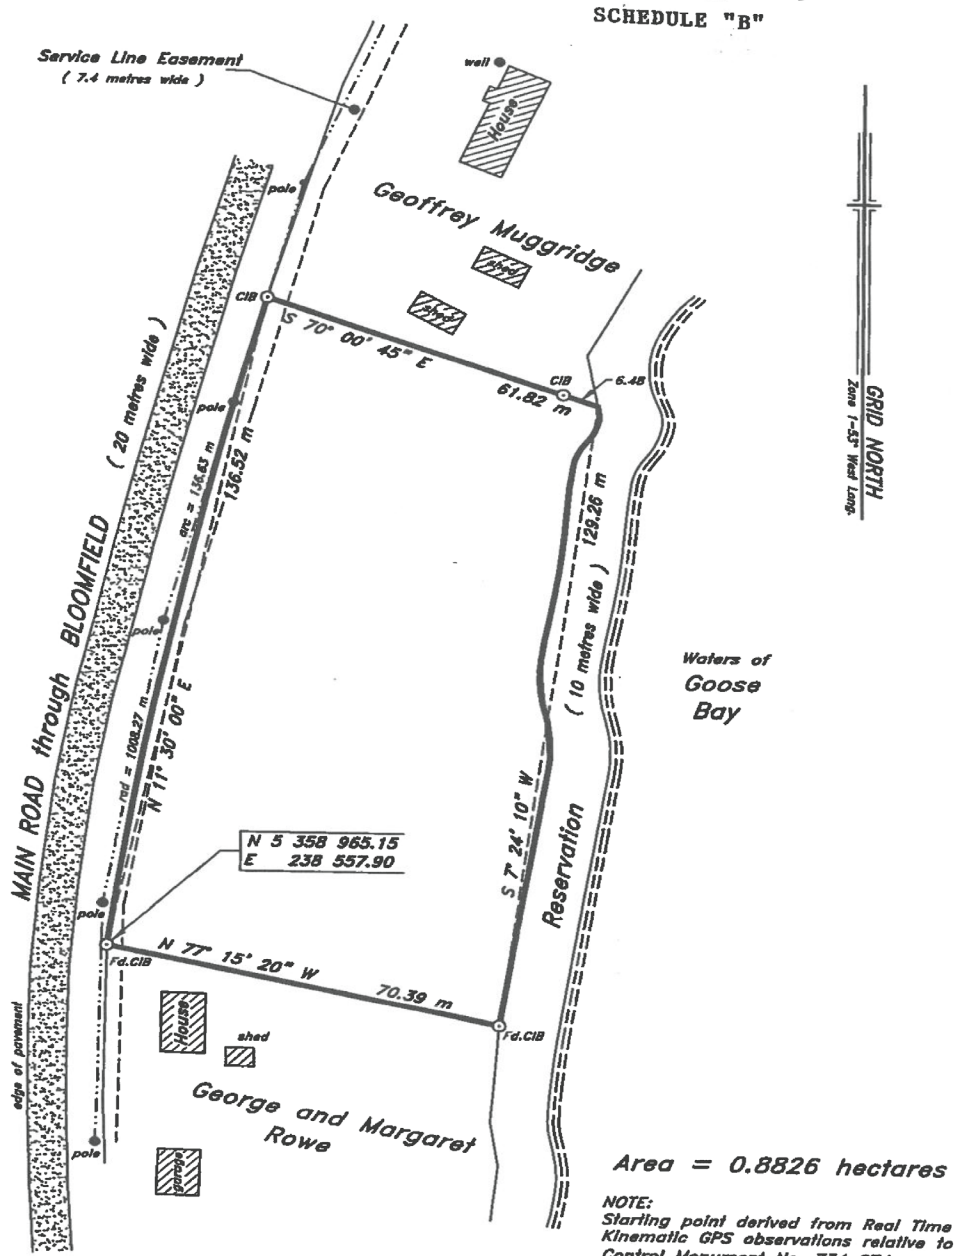 SCHEDULE "B"
Service Line Easement
( 7.4 metres wide )
well
House
pole
Geoffrey Muggridge
shed
shed
CIB
S 70° 00' 45" E
CIB
6.48
61.82 m
GRID NORTH
Zone 1-53° West Long.
( 20 metres wide )
pole
136.52 m
arc = 136.63 m
129.26 m
( 10 metres wide )
MAIN ROAD through BLOOMFIELD
pole
Waters of
Goose
Bay
rad = 1008.27 m
N 11° 30' 00" E
S 7° 24' 10" W
Reservation
N 5 358 965.15
E 238 557.90
pole
Fd.CIB
N 77° 15' 20" W
70.39 m
Fd.CIB
edge of pavement
House
shed
George and Margaret
Rowe
pole
Area = 0.8826 hectares
NOTE:
Starting point derived from Real Time
Kinematic GPS observations relative to
Control Monument No.